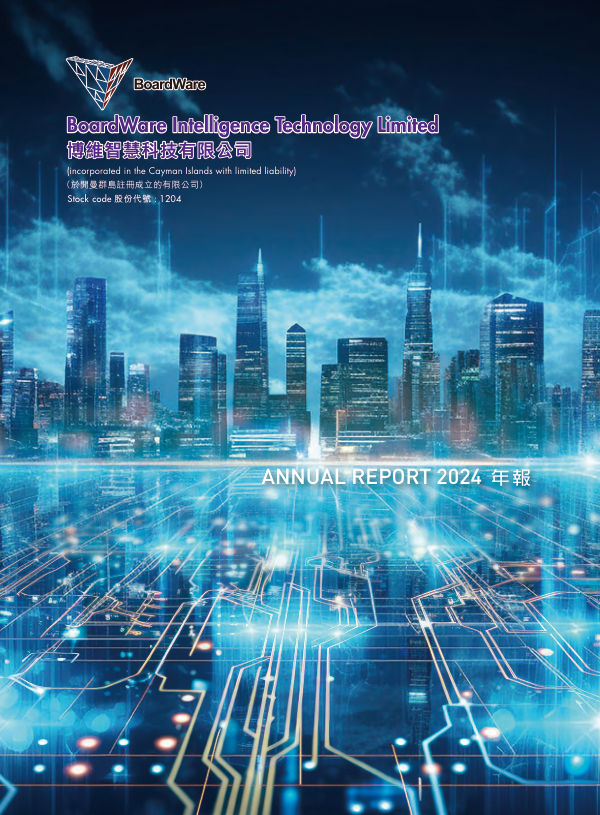 BoardWare
BoardWare Intelligence Technology Limited
博維智慧科技有限公司
(incorporated in the Cayman Islands with limited liability)
（於開曼群島註冊成立的有限公司）
Stock code 股份代號 : 1204
ANNUAL REPORT 2024 年報